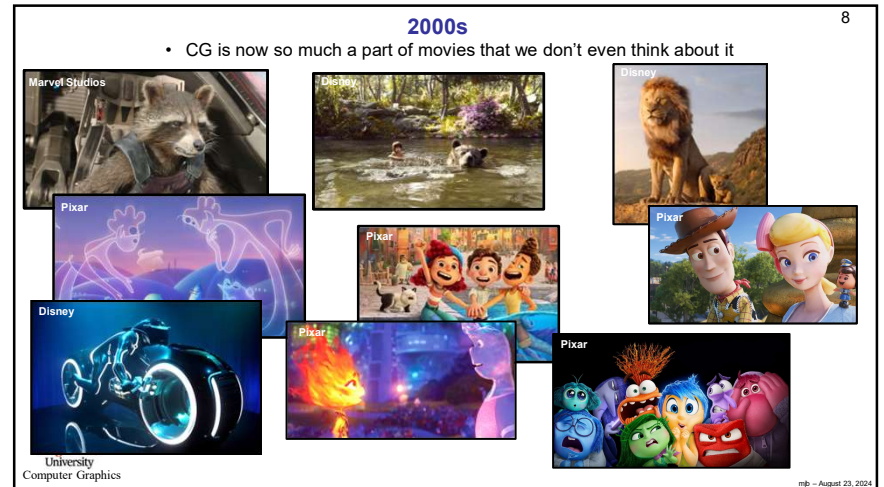 8
2000s
• CG is now so much a part of movies that we don't even think about it
Marvel Studios
Disney
Disney
Pixar
Pixar
Pixar
Disney
Pixar
Pixar
University
Computer Graphics
mjb – August 23, 2024